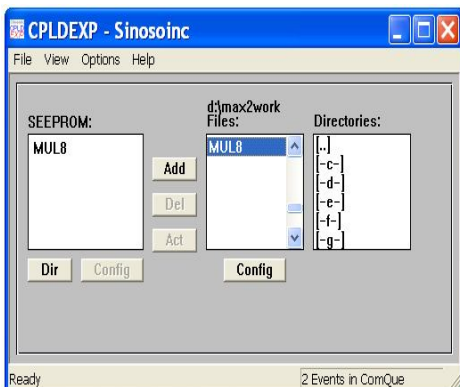 CPLDEXP - Sinosoinc
File View Options Help
SEEPROM:
MUL8
Add
Del
Act
Dir
Config
d:\max2work
Files:
MUL8
Config
Directories:
[..]
[-c-]
[-d-]
[-e-]
[-f-]
[-g-]
Ready
2 Events in ComQue